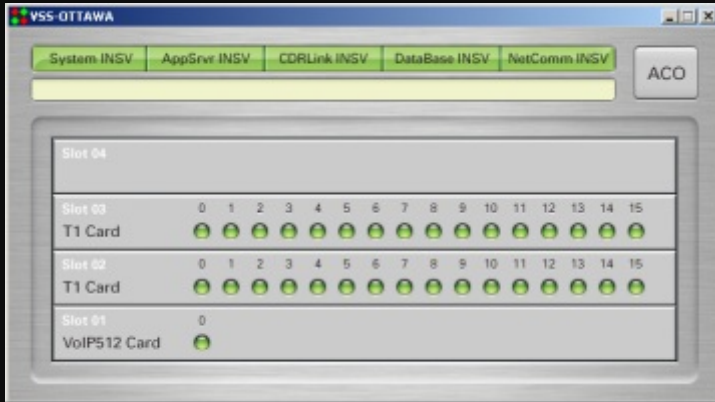 VSS-OTTAWA
System INSV AppSrvr INSV CDRLink INSV DataBase INSV NetComm INSV
ACO
Slot 04
Slot 03 0 1 2 3 4 5 6 7 8 9 10 11 12 13 14 15
T1 Card
Slot 02 0 1 2 3 4 5 6 7 8 9 10 11 12 13 14 15
T1 Card
Slot 01 0
VoIP512 Card